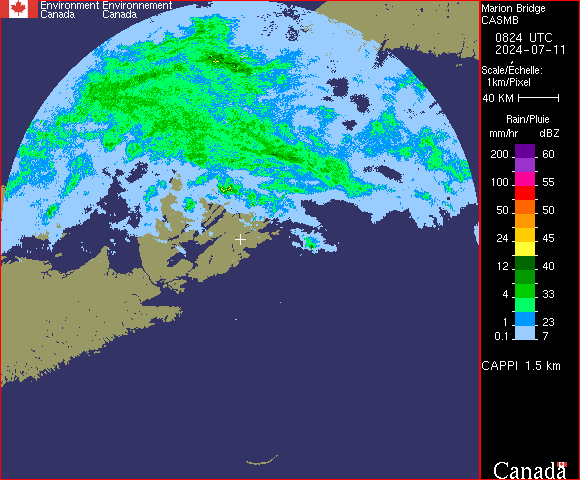 Environment Environnement
Canada Canada
Marion Bridge
CASMB
0824 UTC
2024-07-11
Scale/Échelle:
1km/Pixel
40 KM
Rain/Pluie
mm/hr dBZ
200 60
100 55
50 50
24 45
12 40
4 33
1 23
0.1 7
CAPPI 1.5 km
Canada